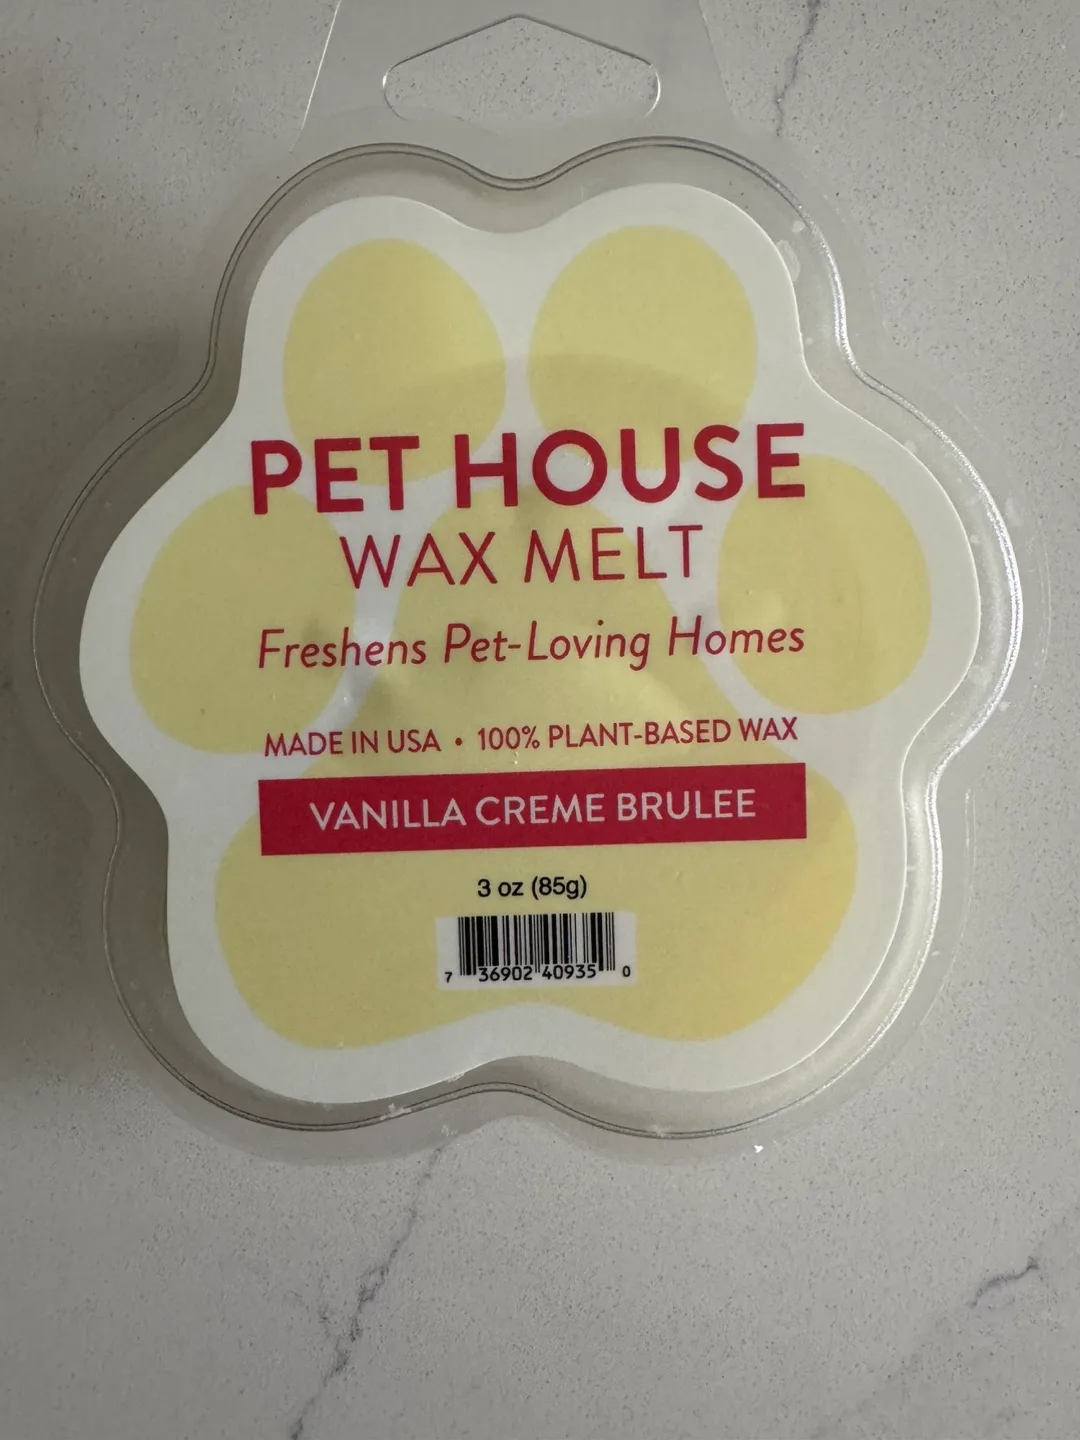 PET HOUSE
WAX MELT
Freshens Pet-Loving Homes
MADE IN USA • 100% PLANT-BASED WAX
VANILLA CREME BRULEE
3 oz (85g)
7 36902 40935 0